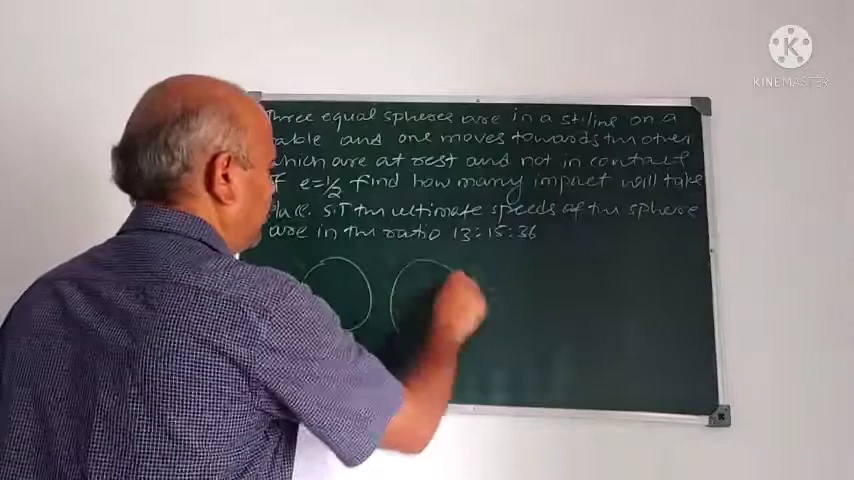 Three equal spheres are in a st. line on a
table and one moves towards the other
which are at rest and not in contact
If e=1/2 find how many impact will take
place. S.T the ultimate speeds of the sphere
are in the ratio 13:15:36
K
KINEMASTER